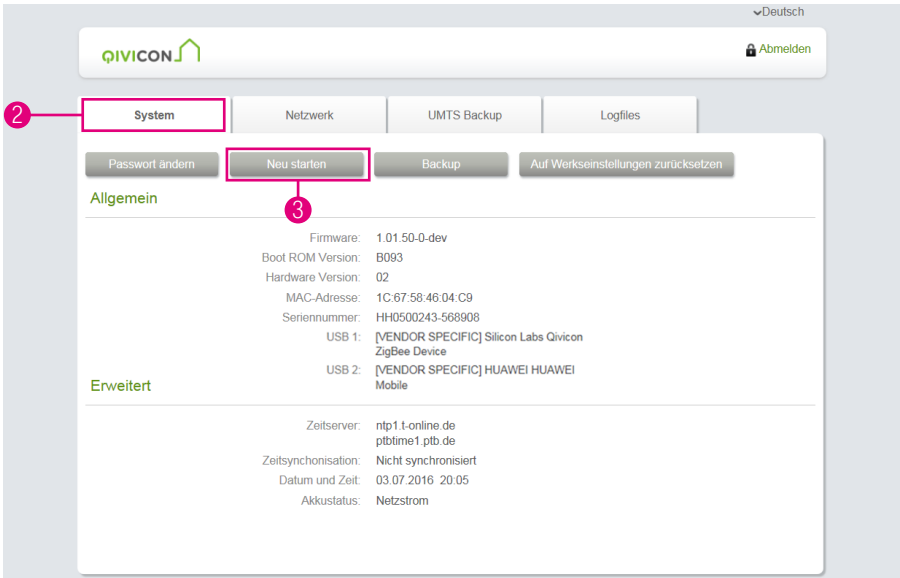 Deutsch
QIVICON
Abmelden
2
System
Netzwerk
UMTS Backup
Logfiles
Passwort ändern
Neu starten
Backup
Auf Werkseinstellungen zurücksetzen
3
Allgemein
Firmware: 1.01.50-0-dev
Boot ROM Version: B093
Hardware Version: 02
MAC-Adresse: 1C:67:58:46:04:C9
Seriennummer: HH0500243-568908
USB 1: [VENDOR SPECIFIC] Silicon Labs Qivicon
ZigBee Device
USB 2: [VENDOR SPECIFIC] HUAWEI HUAWEI
Mobile
Erweitert
Zeitserver: ntp1.t-online.de
ptbtime1.ptb.de
Zeitsynchonisation: Nicht synchronisiert
Datum und Zeit: 03.07.2016 20:05
Akkustatus: Netzstrom